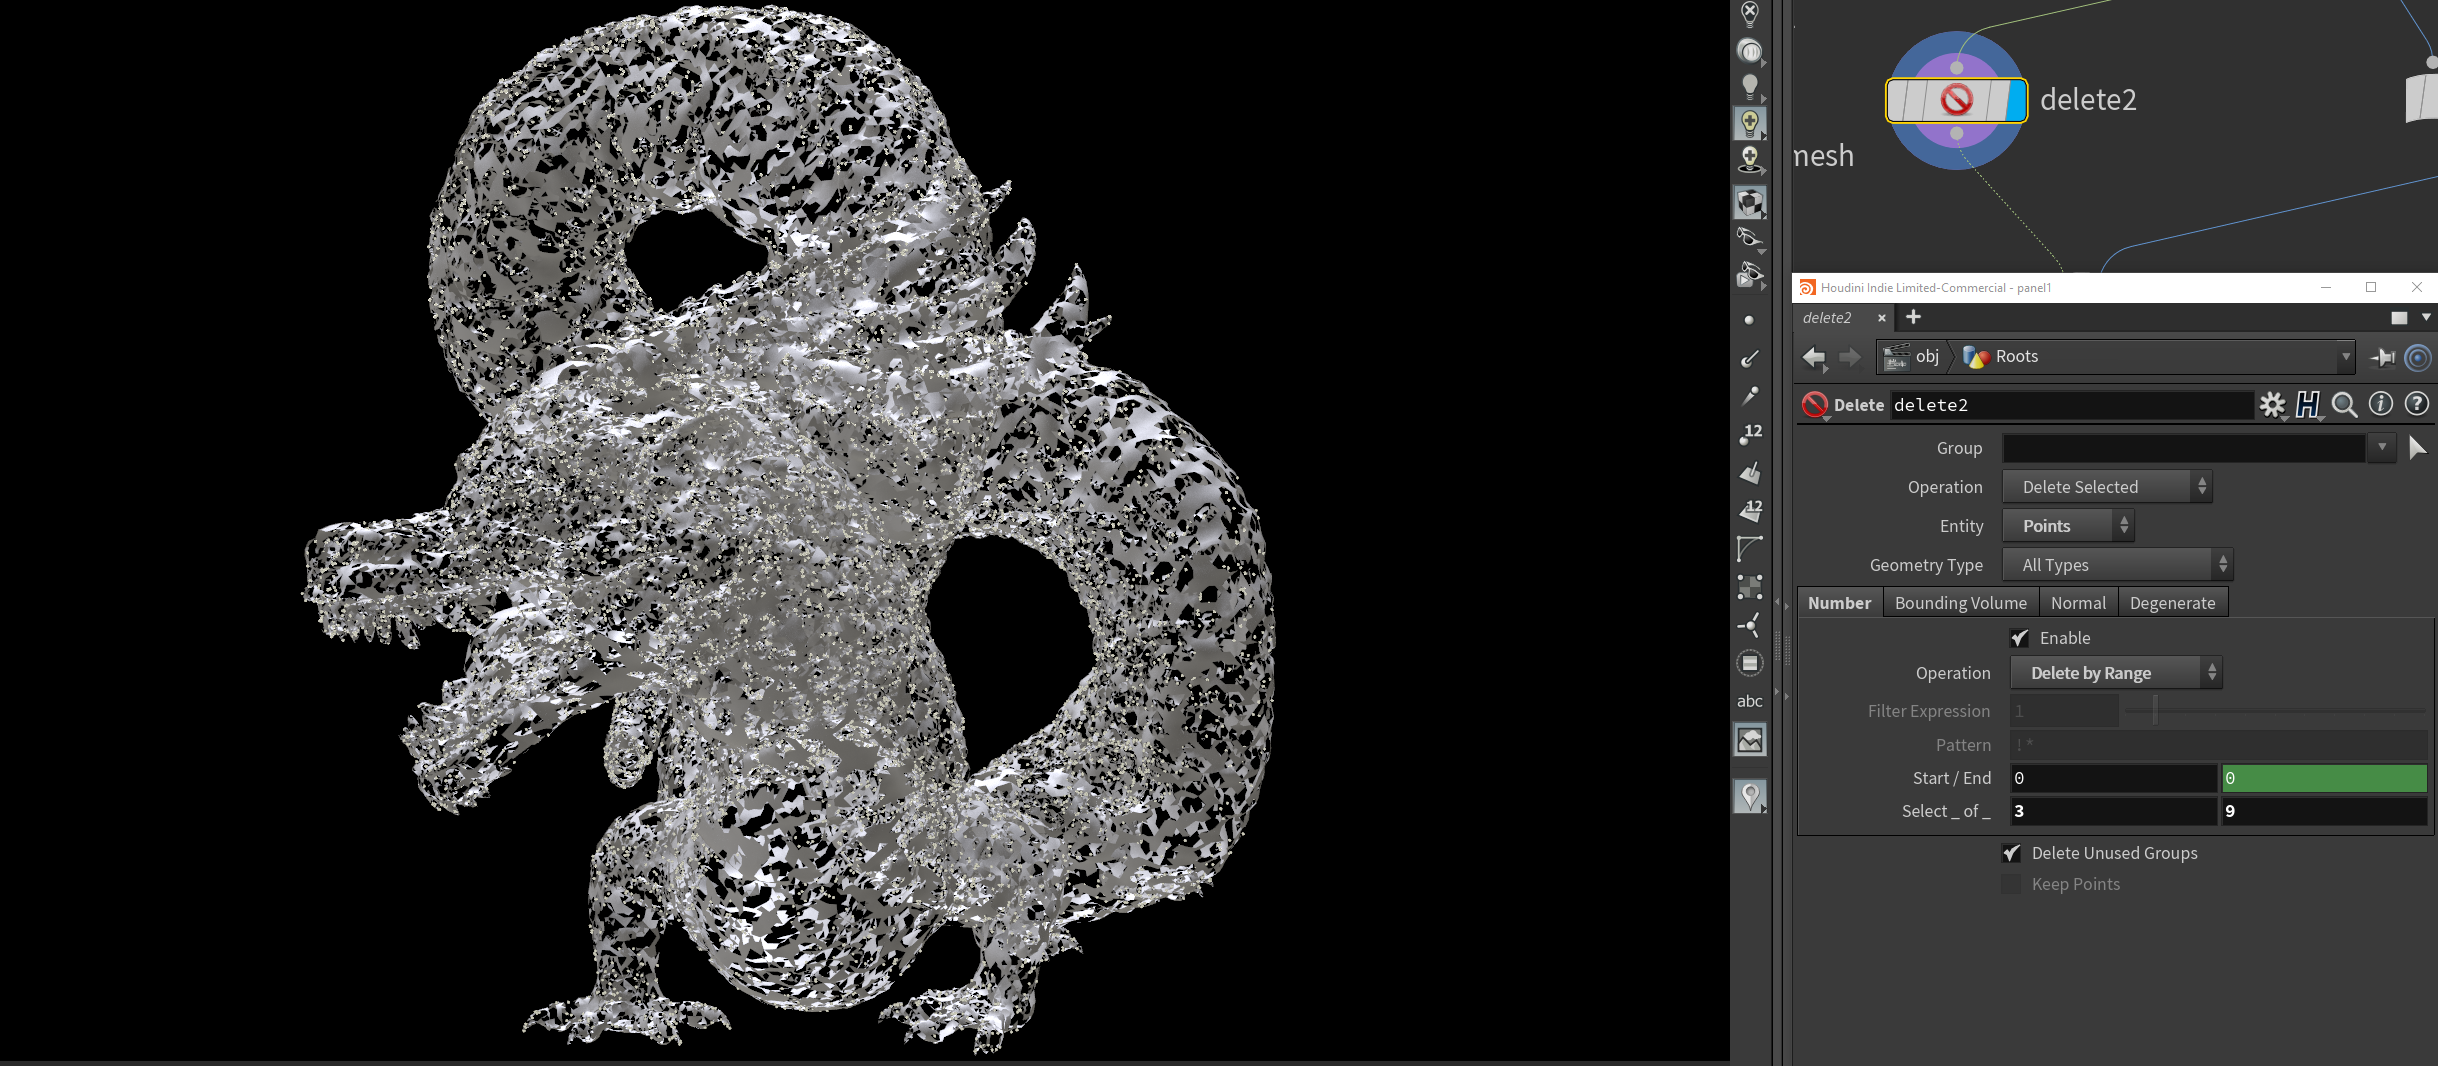 delete2
mesh
Houdini Indie Limited-Commercial - panel1
delete2
obj Roots
Delete delete2
Group
Operation Delete Selected
Entity Points
Geometry Type All Types
Number Bounding Volume Normal Degenerate
Enable
Operation Delete by Range
Filter Expression 1
Pattern !*
Start / End 0 0
Select _ of _ 3 9
Delete Unused Groups
Keep Points
12
12
abc